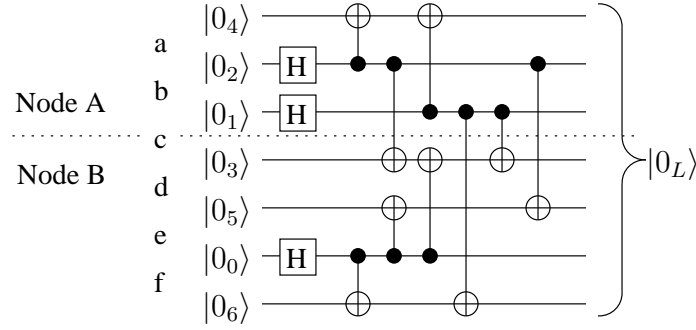 |0₄⟩
a
|0₂⟩ H
b
Node A |0₁⟩ H
c
Node B |0₃⟩ |0_L⟩
d
|0₅⟩
e
|0₀⟩ H
f
|0₆⟩